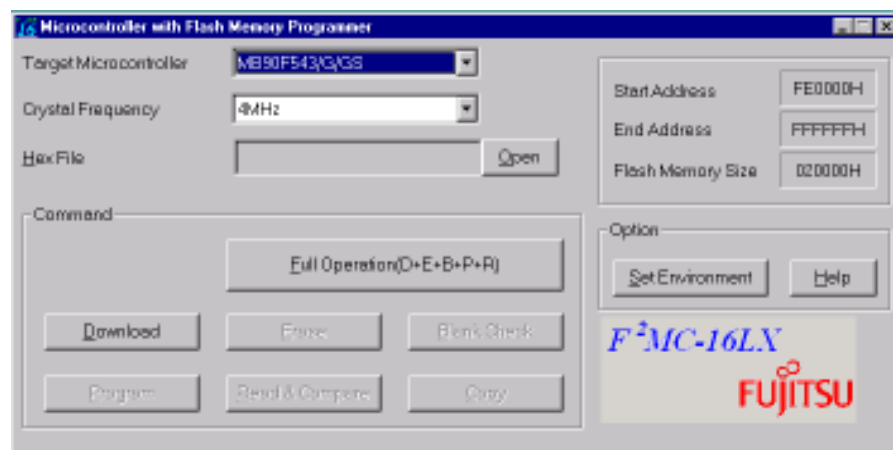 Microcontroller with Flash Memory Programmer
Target Microcontroller MB90F543/G/GS
Crystal Frequency 4MHz
Hex File Open
Start Address FE0000H
End Address FFFFFFH
Flash Memory Size 020000H
Command
Full Operation(D+E+B+P+R)
Download Erase Blank Check
Program Read & Compare Copy
Option
Set Environment Help
F²MC-16LX
FUJITSU